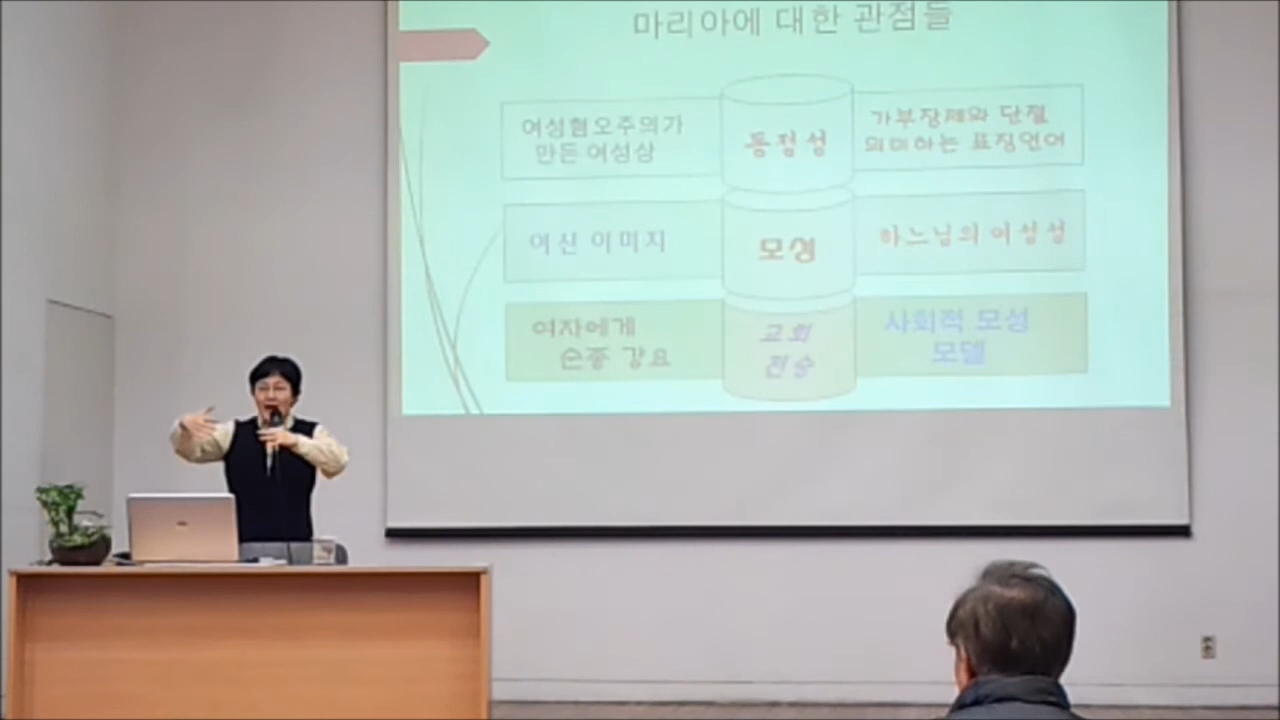 마리아에 대한 관점들
여성혐오주의가
만든 여성상
동정성
가부장제와 단절
의미하는 표징언어
여신 이미지
모성
하느님의 여성성
여자에게
순종 강요
교회
전승
사회적 모성
모델